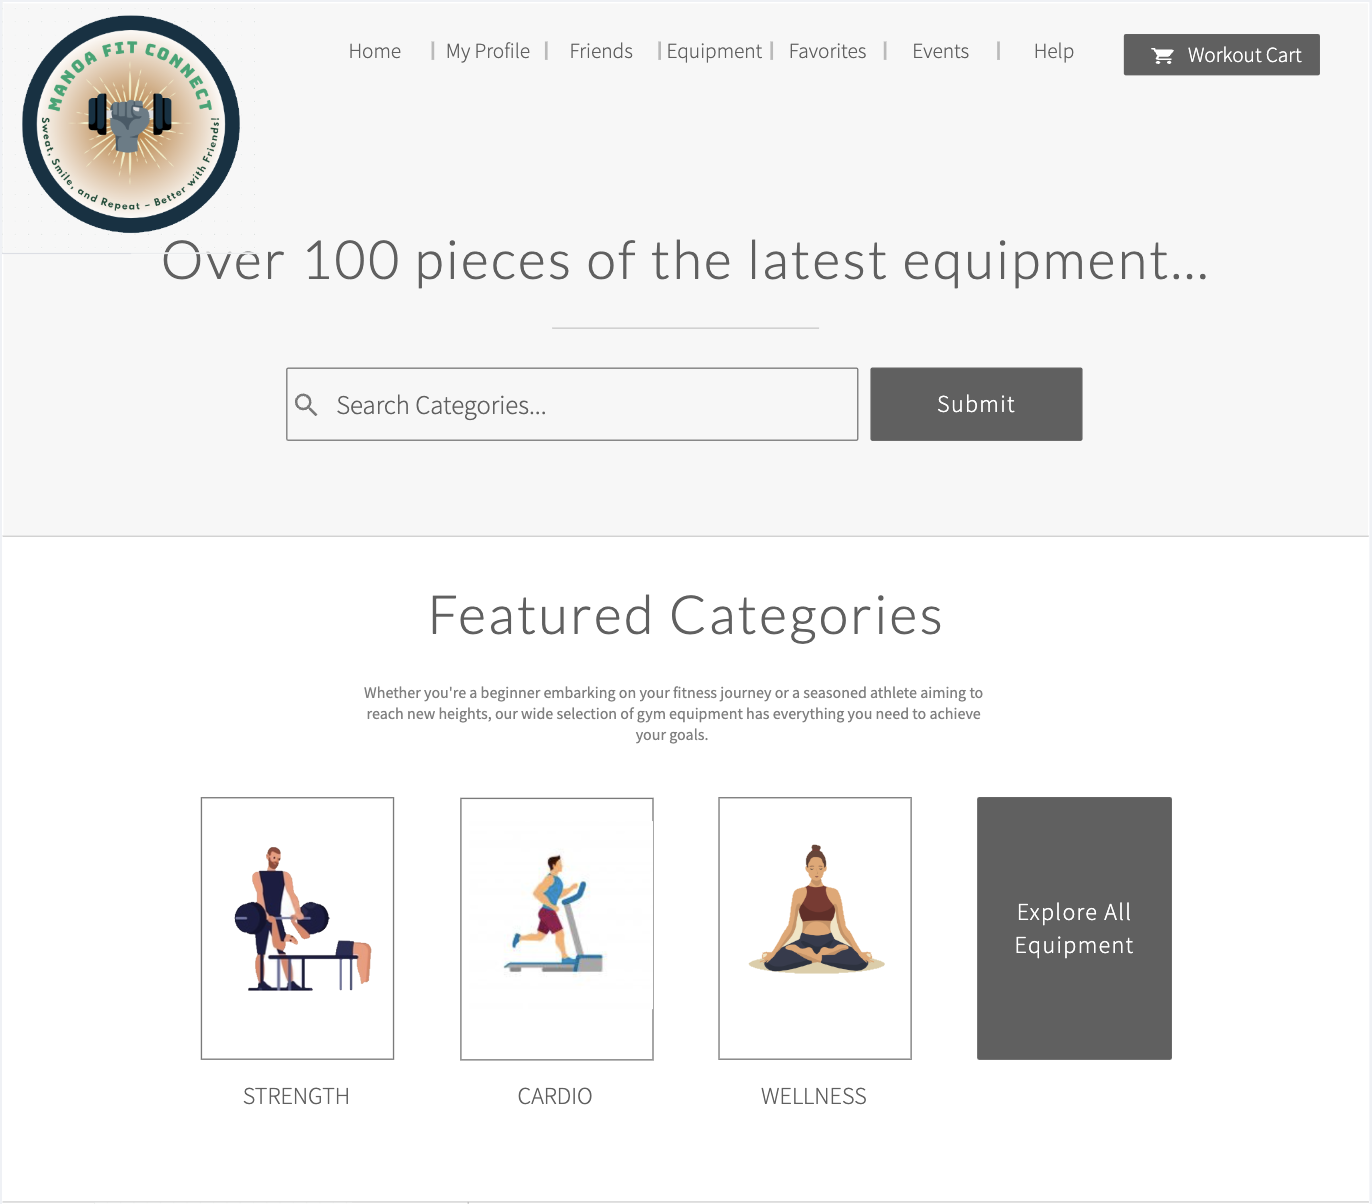 MANOA FIT CONNECT
Sweat, Smile, and Repeat - Better with Friends!
Home | My Profile | Friends | Equipment | Favorites | Events | Help
Workout Cart
Over 100 pieces of the latest equipment...
Search Categories...
Submit
Featured Categories
Whether you're a beginner embarking on your fitness journey or a seasoned athlete aiming to
reach new heights, our wide selection of gym equipment has everything you need to achieve
your goals.
Explore All
Equipment
STRENGTH
CARDIO
WELLNESS